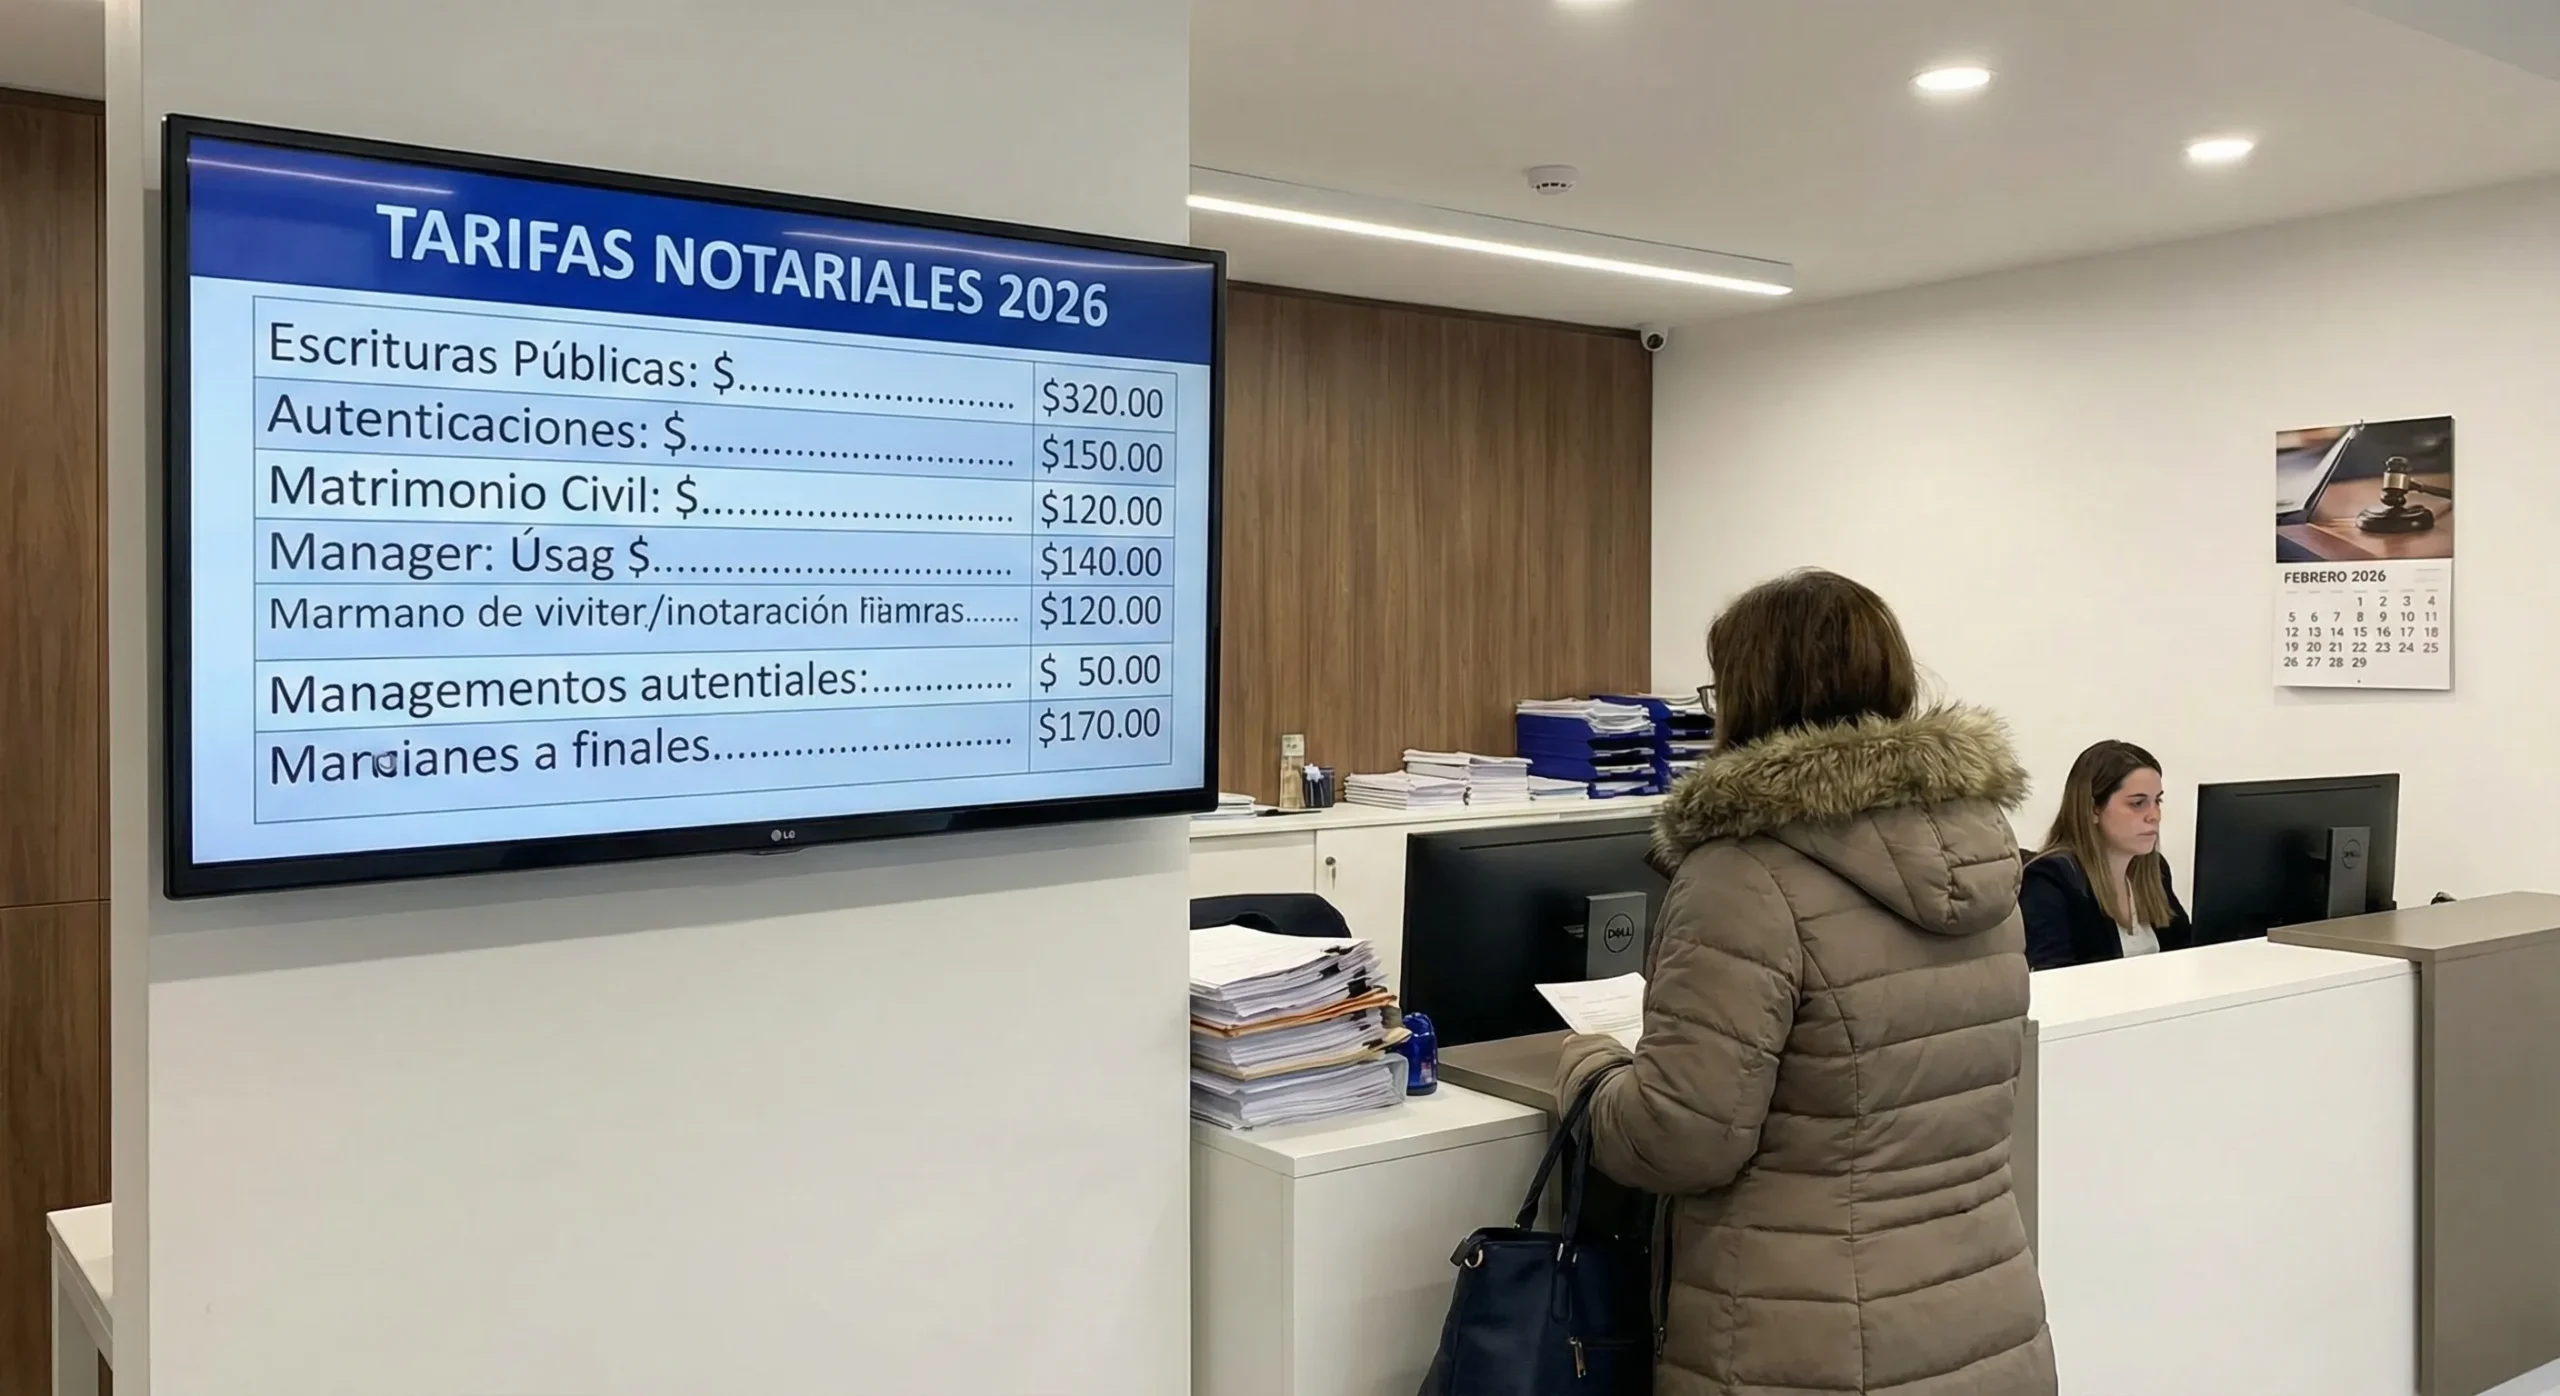 TARIFAS NOTARIALES 2026
Escrituras Públicas: $........................ $320.00
Autenticaciones: $............................ $150.00
Matrimonio Civil: $........................... $120.00
Manager: Úsag $............................... $140.00
Marmano de viviter./inotaración....... $120.00
Managementos autentiales:.............. $ 50.00
a finales.......................... $170.00
LG
FEBRERO 2026
1 2 3 4
5 6 7 8 9 10 11
12 13 14 15 16 17 18
19 20 21 22 23 24 25
26 27 28 29
DELL
DELL